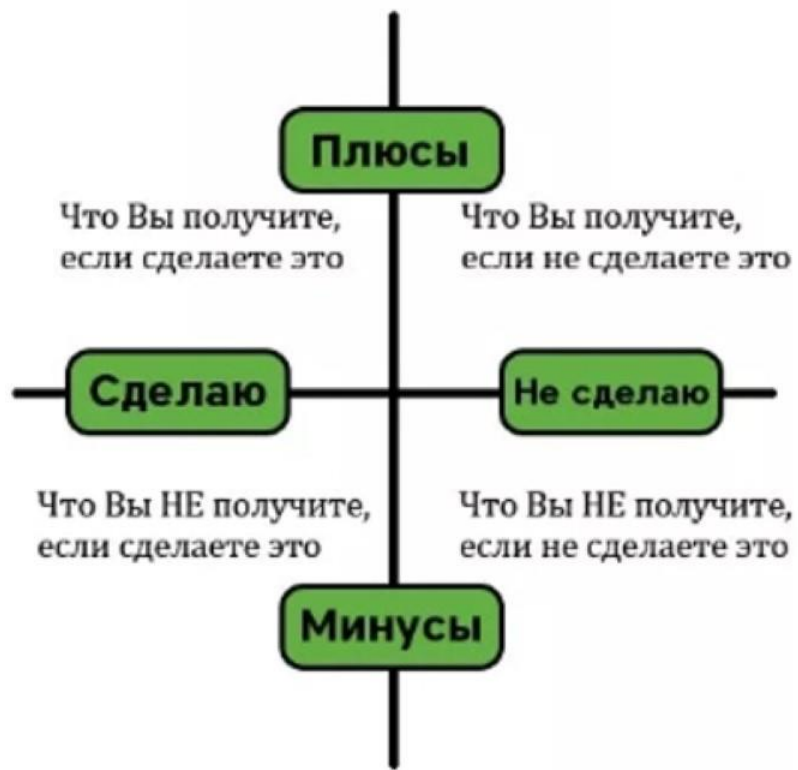 Плюсы
Что Вы получите,
если сделаете это
Что Вы получите,
если не сделаете это
Сделаю
Не сделаю
Что Вы НЕ получите,
если сделаете это
Что Вы НЕ получите,
если не сделаете это
Минусы